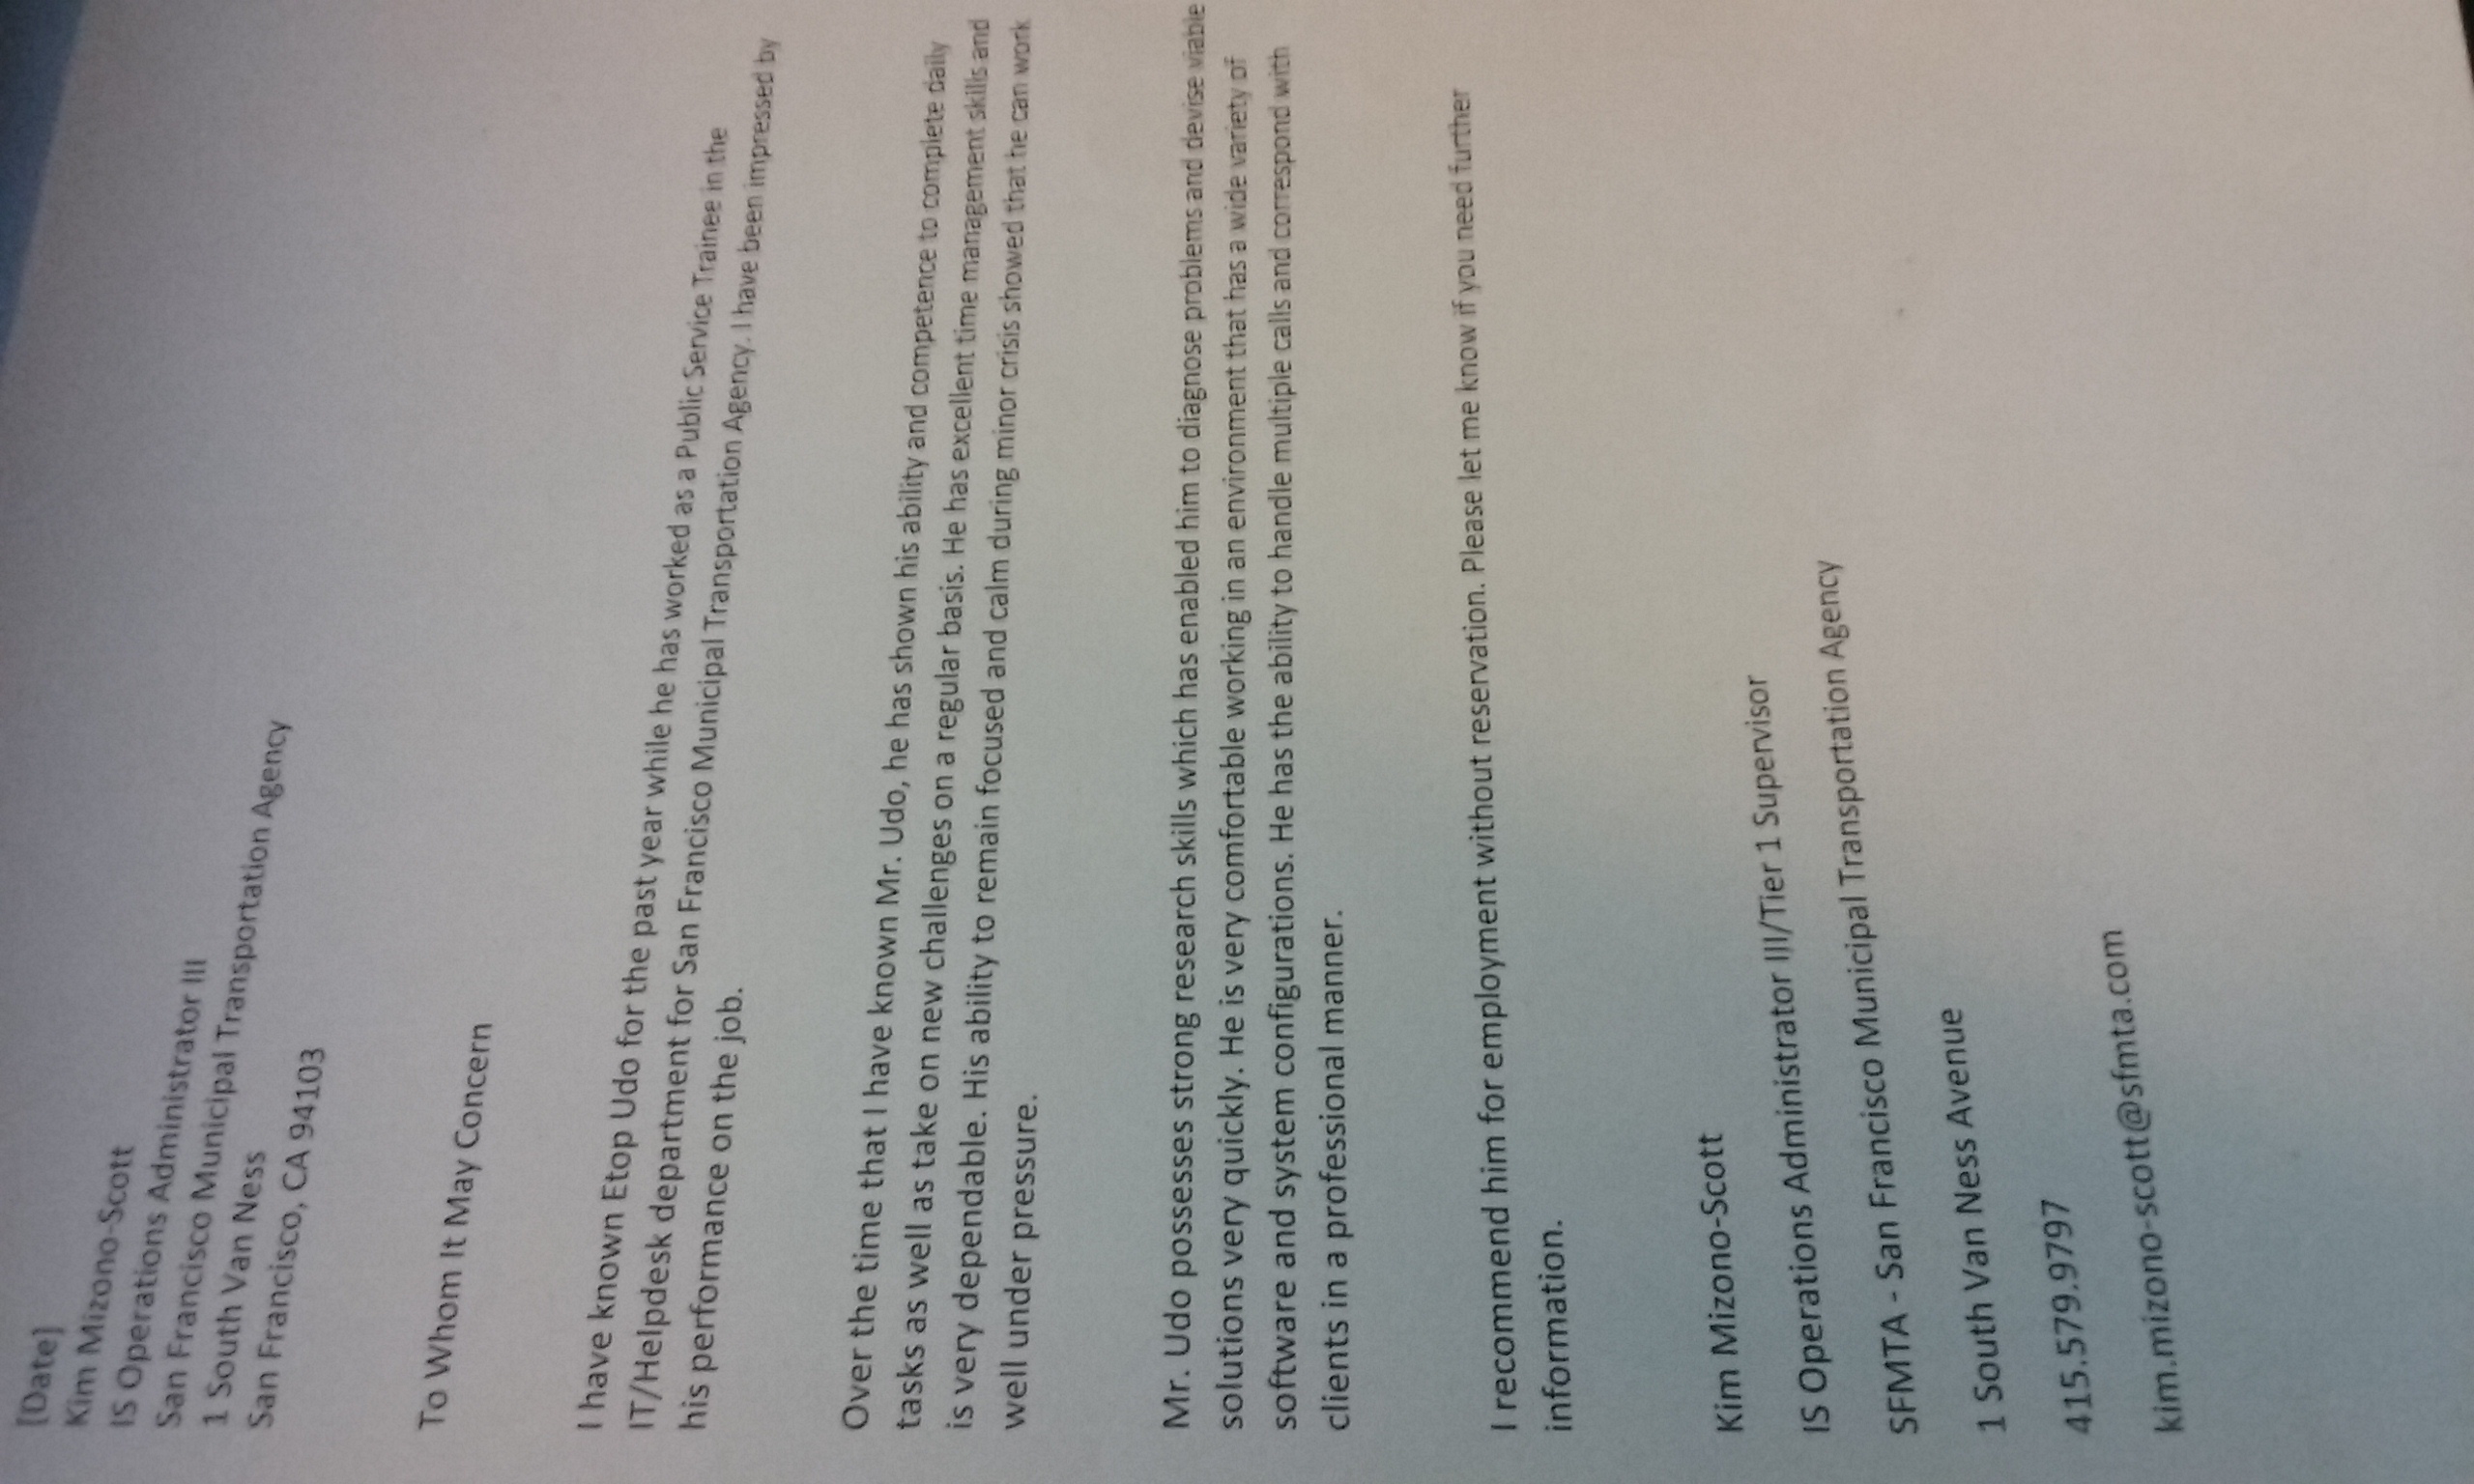 [Date]
Kim Mizono-Scott
IS Operations Administrator III
San Francisco Municipal Transportation Agency
1 South Van Ness
San Francisco, CA 94103
To Whom It May Concern
I have known Etop Udo for the past year while he has worked as a Public Service Trainee in the
IT/Helpdesk department for San Francisco Municipal Transportation Agency. I have been impressed by
his performance on the job.
Over the time that I have known Mr. Udo, he has shown his ability and competence to complete daily
tasks as well as take on new challenges on a regular basis. He has excellent time management skills and
is very dependable. His ability to remain focused and calm during minor crisis showed that he can work
well under pressure.
Mr. Udo possesses strong research skills which has enabled him to diagnose problems and devise viable
solutions very quickly. He is very comfortable working in an environment that has a wide variety of
software and system configurations. He has the ability to handle multiple calls and correspond with
clients in a professional manner.
I recommend him for employment without reservation. Please let me know if you need further
information.
Kim Mizono-Scott
IS Operations Administrator III/Tier 1 Supervisor
SFMTA - San Francisco Municipal Transportation Agency
1 South Van Ness Avenue
415.579.9797
kim.mizono-scott@sfmta.com